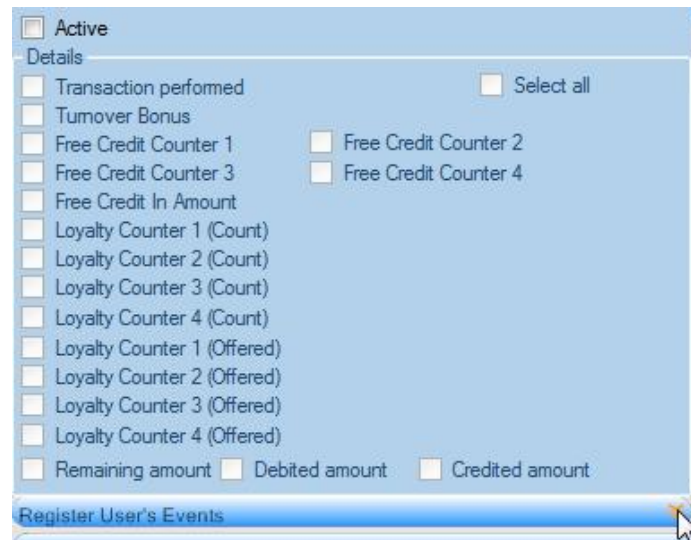 Active
Details
Transaction performed Select all
Turnover Bonus
Free Credit Counter 1 Free Credit Counter 2
Free Credit Counter 3 Free Credit Counter 4
Free Credit In Amount
Loyalty Counter 1 (Count)
Loyalty Counter 2 (Count)
Loyalty Counter 3 (Count)
Loyalty Counter 4 (Count)
Loyalty Counter 1 (Offered)
Loyalty Counter 2 (Offered)
Loyalty Counter 3 (Offered)
Loyalty Counter 4 (Offered)
Remaining amount Debited amount Credited amount
Register User's Events